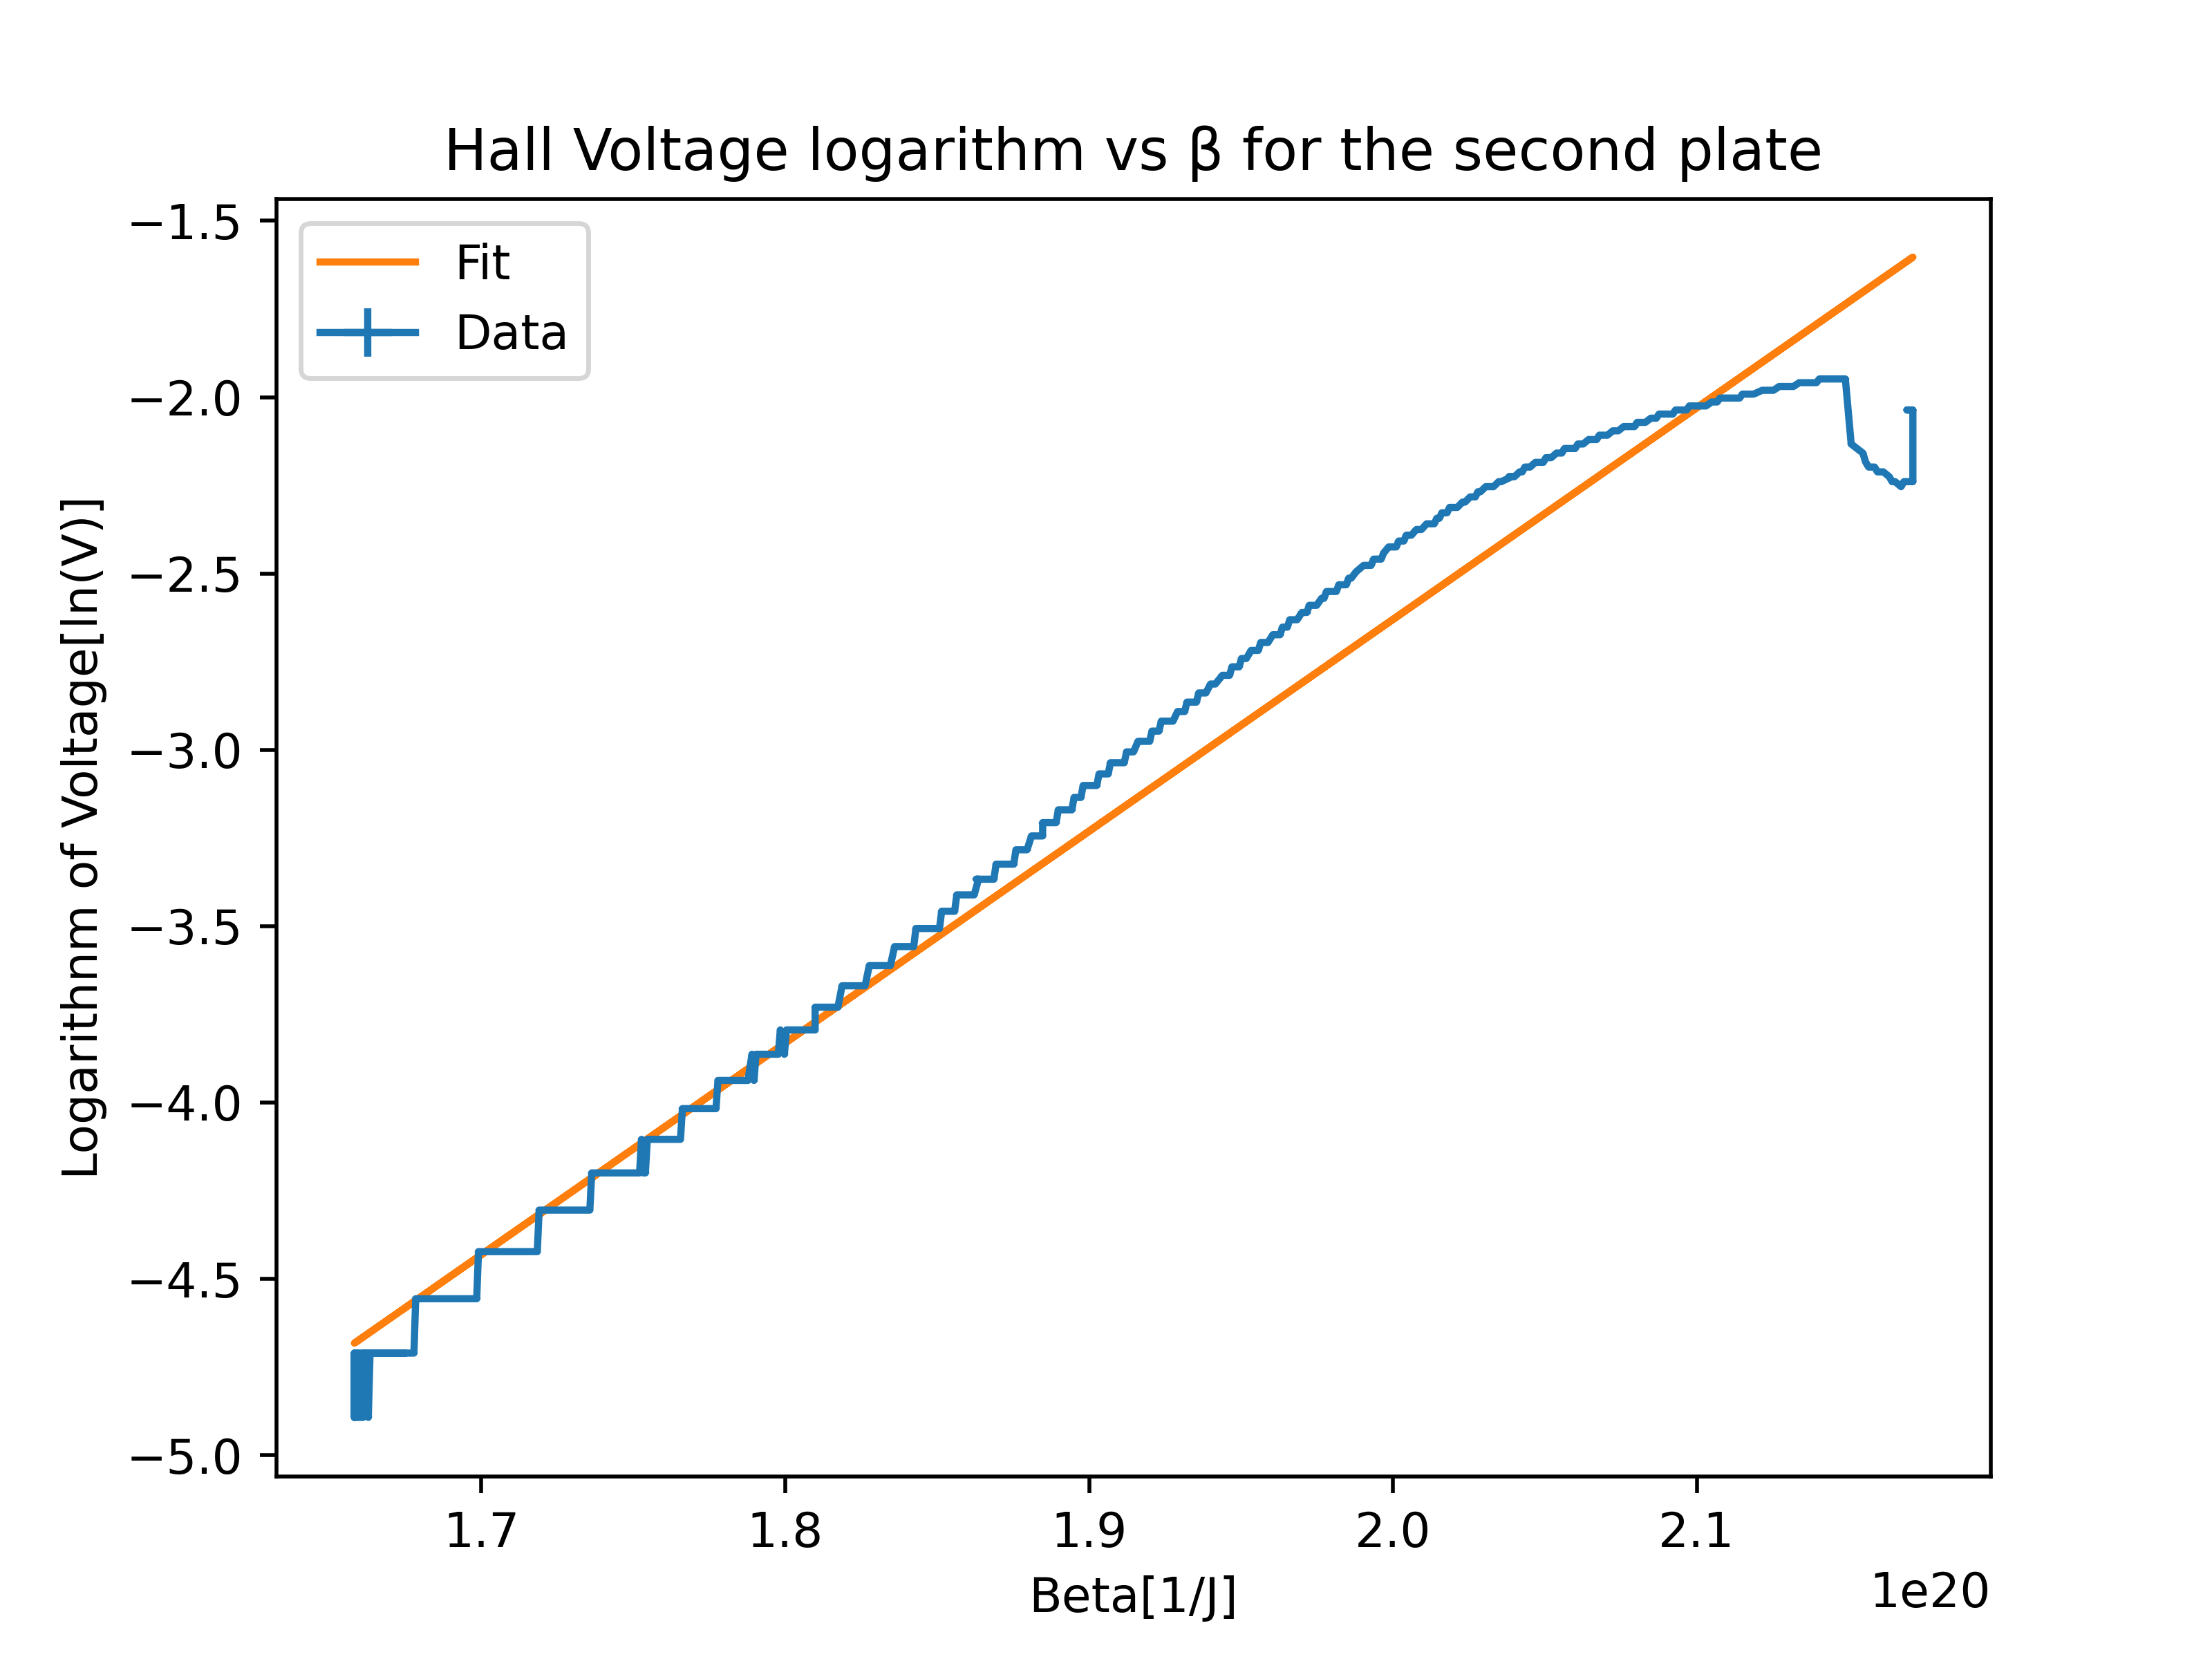 Hall Voltage logarithm vs β for the second plate
−1.5
Fit
Data
−2.0
−2.5
−3.0
−3.5
−4.0
−4.5
−5.0
Logarithnm of Voltage[ln(V)]
1.7 1.8 1.9 2.0 2.1
Beta[1/J]
1e20